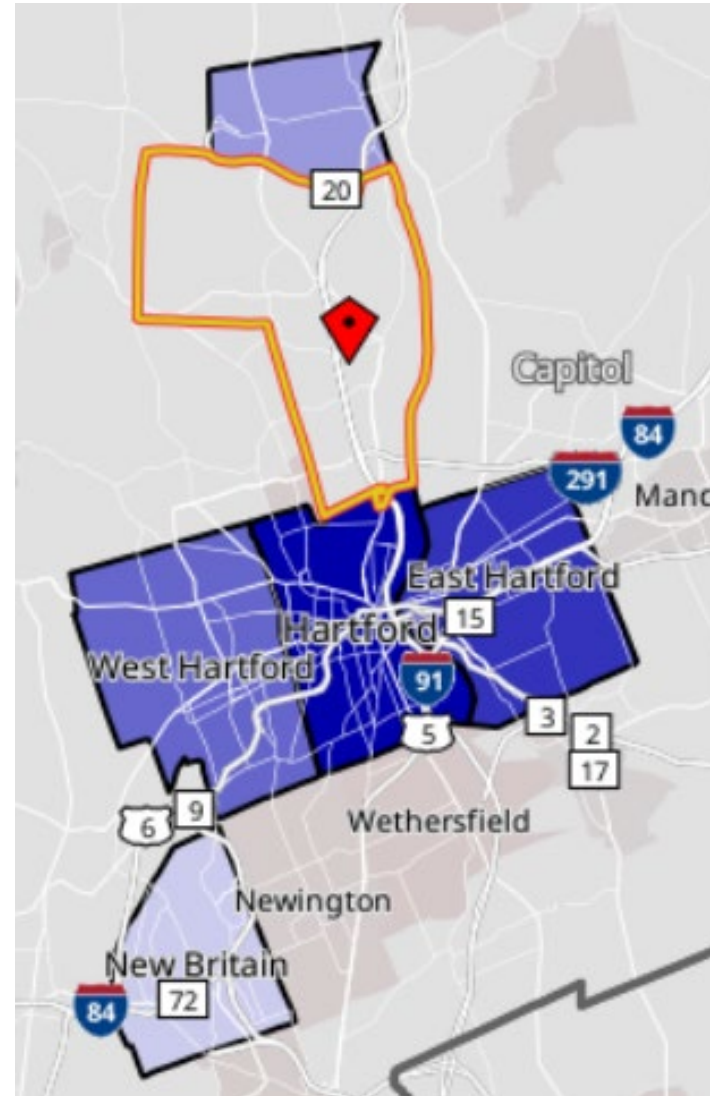 20
Capitol
84
291
Manc
East Hartford
15
Hartford
West Hartford
91
3
5
2
17
9
6
Wethersfield
Newington
New Britain
72
84